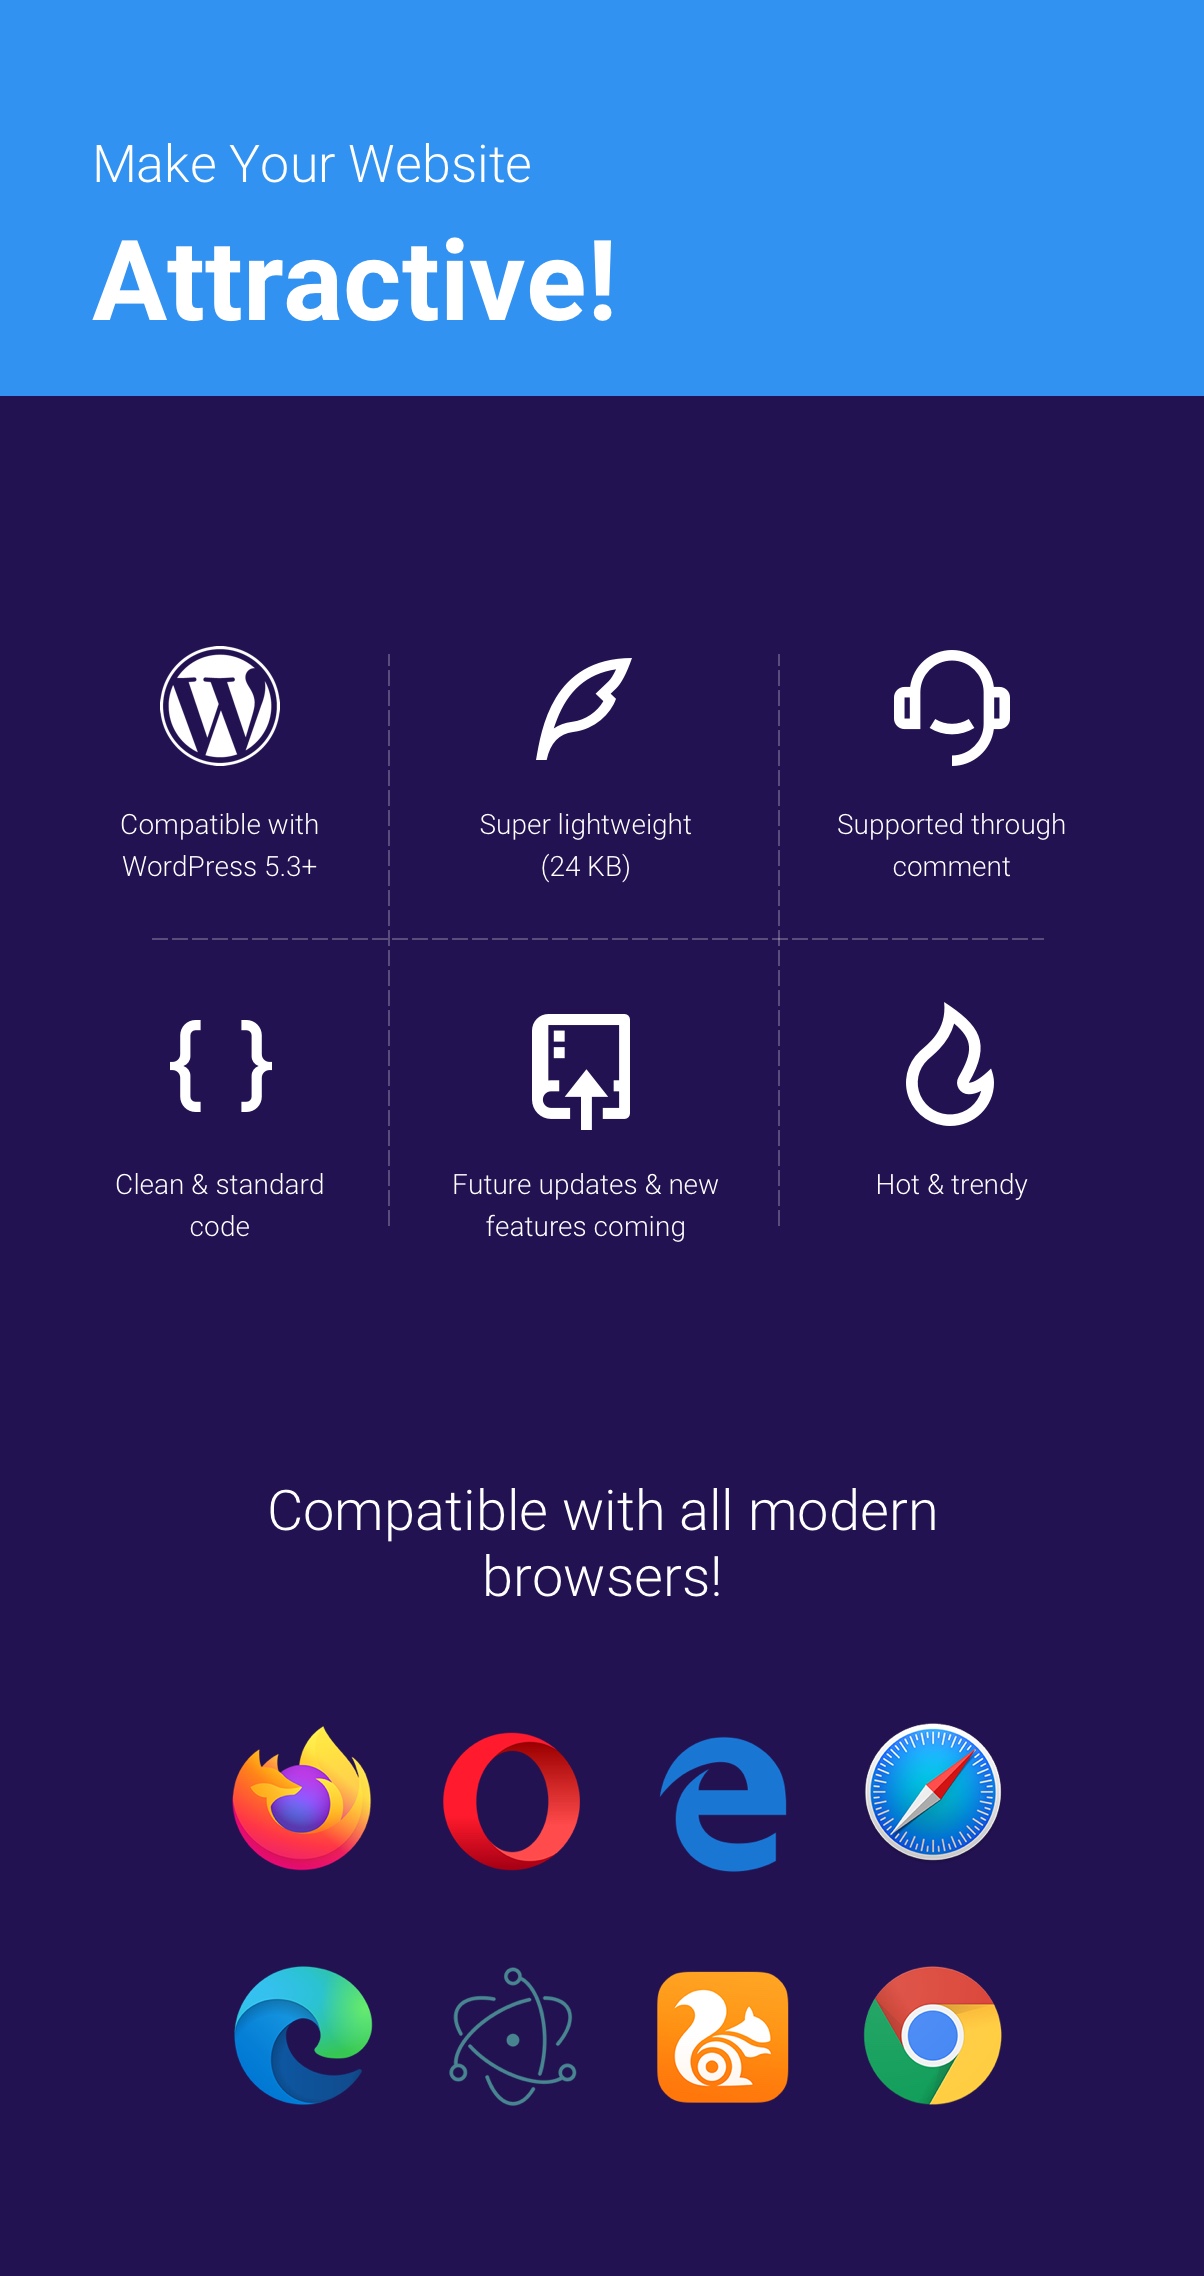 Make Your Website
Attractive!
Compatible with
WordPress 5.3+
Super lightweight
(24 KB)
Supported through
comment
Clean & standard
code
Future updates & new
features coming
Hot & trendy
Compatible with all modern
browsers!